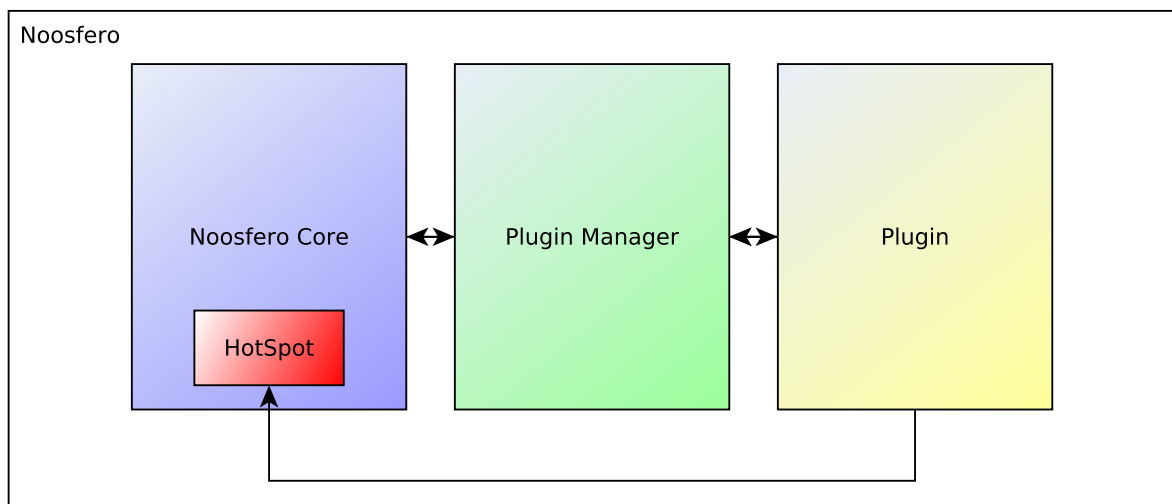 Noosfero
Noosfero Core
Plugin Manager
Plugin
HotSpot